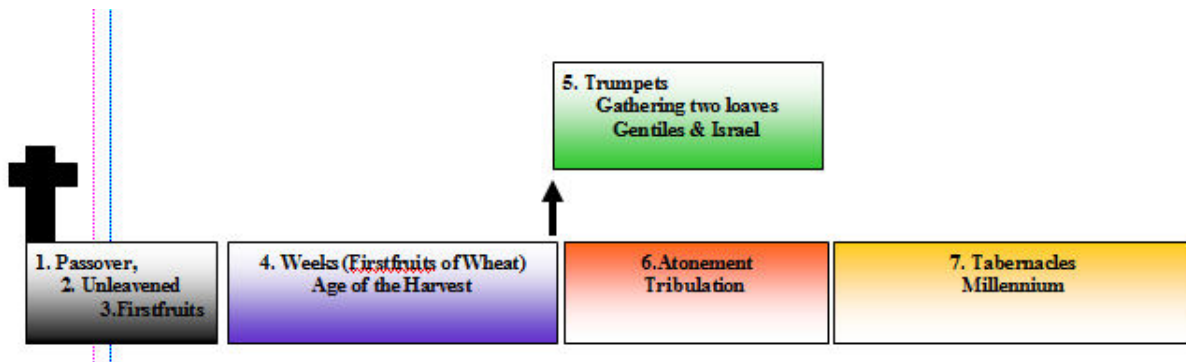 5. Trumpets
Gathering two loaves
Gentiles & Israel
1. Passover,
2. Unleavened
3.Firstfruits
4. Weeks (Firstfruits of Wheat)
Age of the Harvest
6.Atonement
Tribulation
7. Tabernacles
Millennium